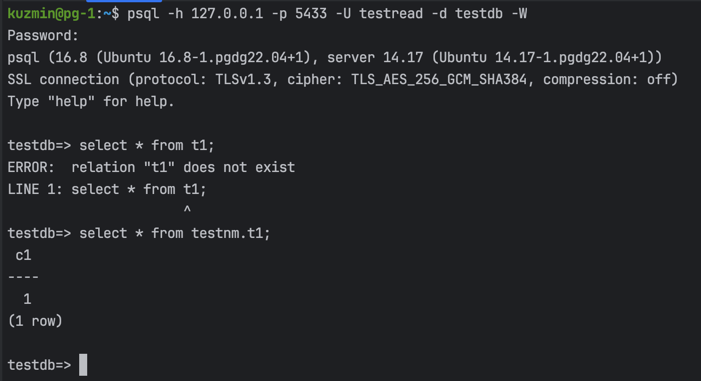 kuzmin@pg-1:~$ psql -h 127.0.0.1 -p 5433 -U testread -d testdb -W
Password:
psql (16.8 (Ubuntu 16.8-1.pgdg22.04+1), server 14.17 (Ubuntu 14.17-1.pgdg22.04+1))
SSL connection (protocol: TLSv1.3, cipher: TLS_AES_256_GCM_SHA384, compression: off)
Type "help" for help.

testdb=> select * from t1;
ERROR:  relation "t1" does not exist
LINE 1: select * from t1;
                      ^
testdb=> select * from testnm.t1;
 c1
----
  1
(1 row)

testdb=>